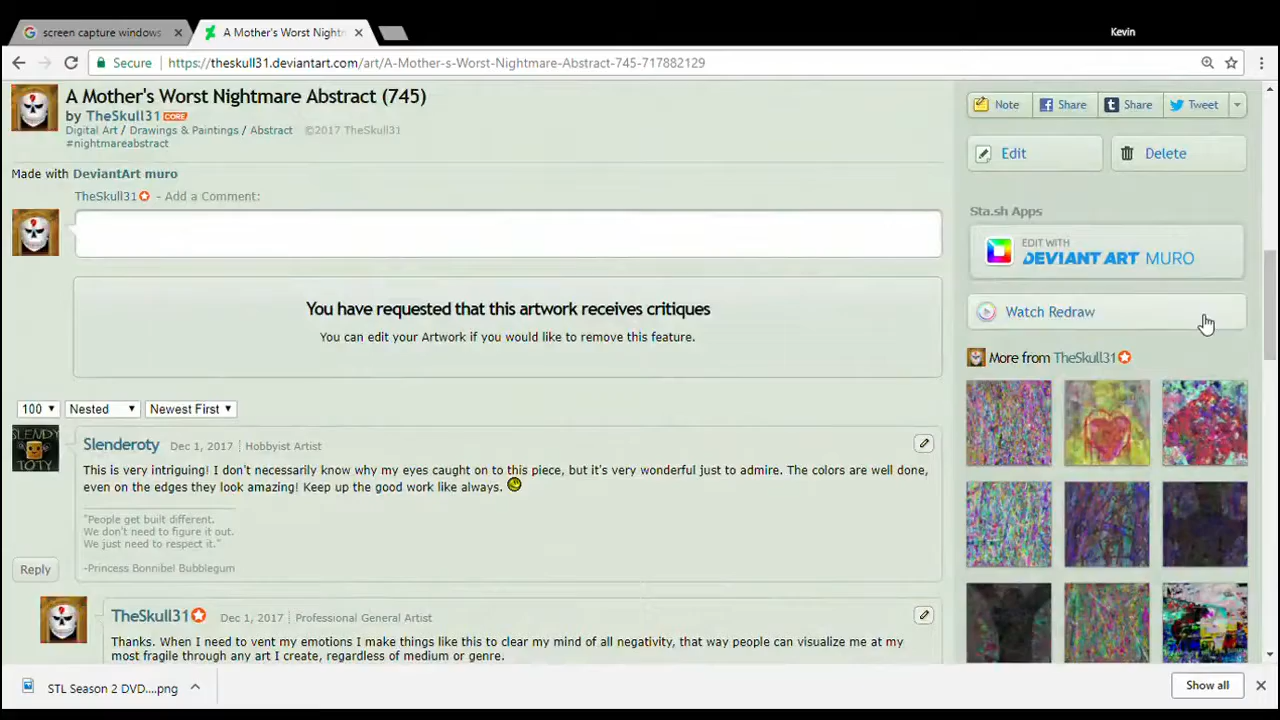 screen capture windows
A Mother's Worst Nightm
Kevin
Secure
https://theskull31.deviantart.com/art/A-Mother-s-Worst-Nightmare-Abstract-745-717882129
A Mother's Worst Nightmare Abstract (745)
by TheSkull31 CORE
Digital Art / Drawings & Paintings / Abstract ©2017 TheSkull31
#nightmareabstract
Made with DeviantArt muro
TheSkull31 - Add a Comment:
You have requested that this artwork receives critiques
You can edit your Artwork if you would like to remove this feature.
100 Nested Newest First
SLENDY
TOTY
Slenderoty Dec 1, 2017 | Hobbyist Artist
This is very intriguing! I don't necessarily know why my eyes caught on to this piece, but it's very wonderful just to admire. The colors are well done,
even on the edges they look amazing! Keep up the good work like always.
"People get built different.
We don't need to figure it out.
We just need to respect it."
-Princess Bonnibel Bubblegum
Reply
TheSkull31 Dec 1, 2017 | Professional General Artist
Thanks. When I need to vent my emotions I make things like this to clear my mind of all negativity, that way people can visualize me at my
most fragile through any art I create, regardless of medium or genre.
Note Share Share Tweet
Edit Delete
Sta.sh Apps
EDIT WITH
DEVIANT ART MURO
Watch Redraw
More from TheSkull31
STL Season 2 DVD....png
Show all